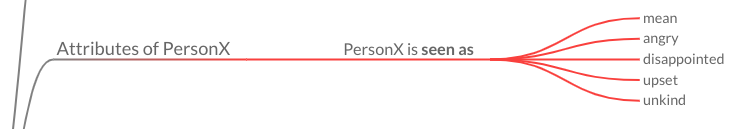 Attributes of PersonX
PersonX is seen as
mean
angry
disappointed
upset
unkind